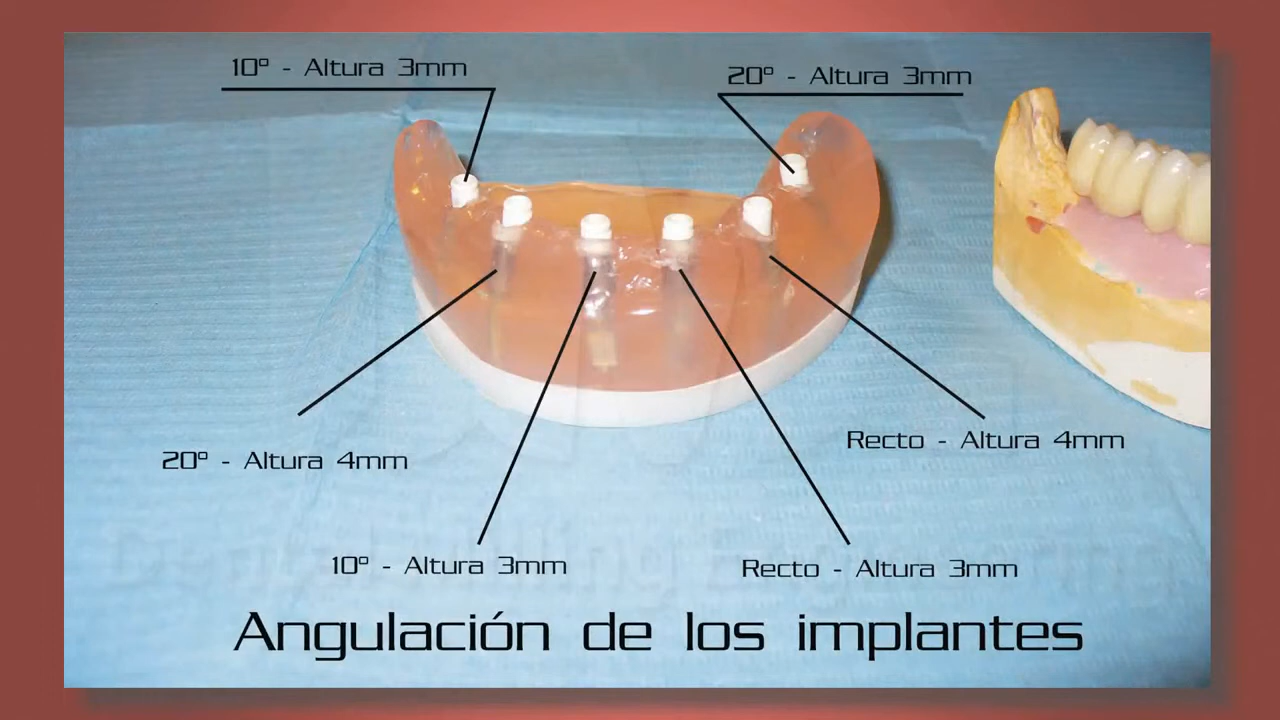 10º - Altura 3mm
20º - Altura 3mm
20º - Altura 4mm
Recto - Altura 4mm
10º - Altura 3mm
Recto - Altura 3mm
Angulación de los implantes